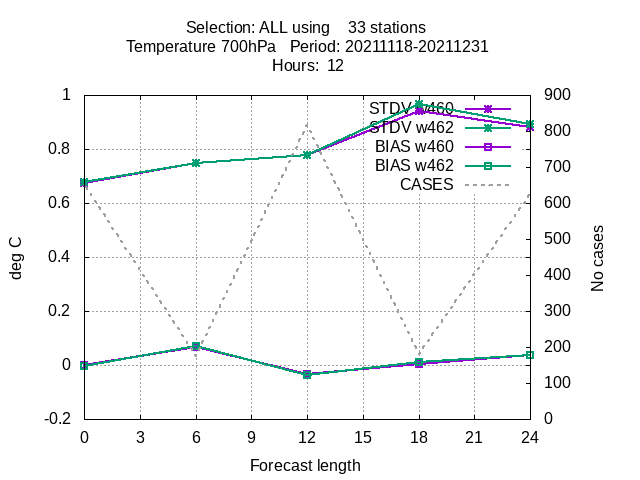 Selection: ALL using    33 stations
Temperature 700hPa   Period: 20211118-20211231
Hours:  12
1
0.8
0.6
0.4
0.2
0
-0.2
deg C
900
800
700
600
500
400
300
200
100
0
No cases
STDV w460
STDV w462
BIAS w460
BIAS w462
CASES
0 3 6 9 12 15 18 21 24
Forecast length